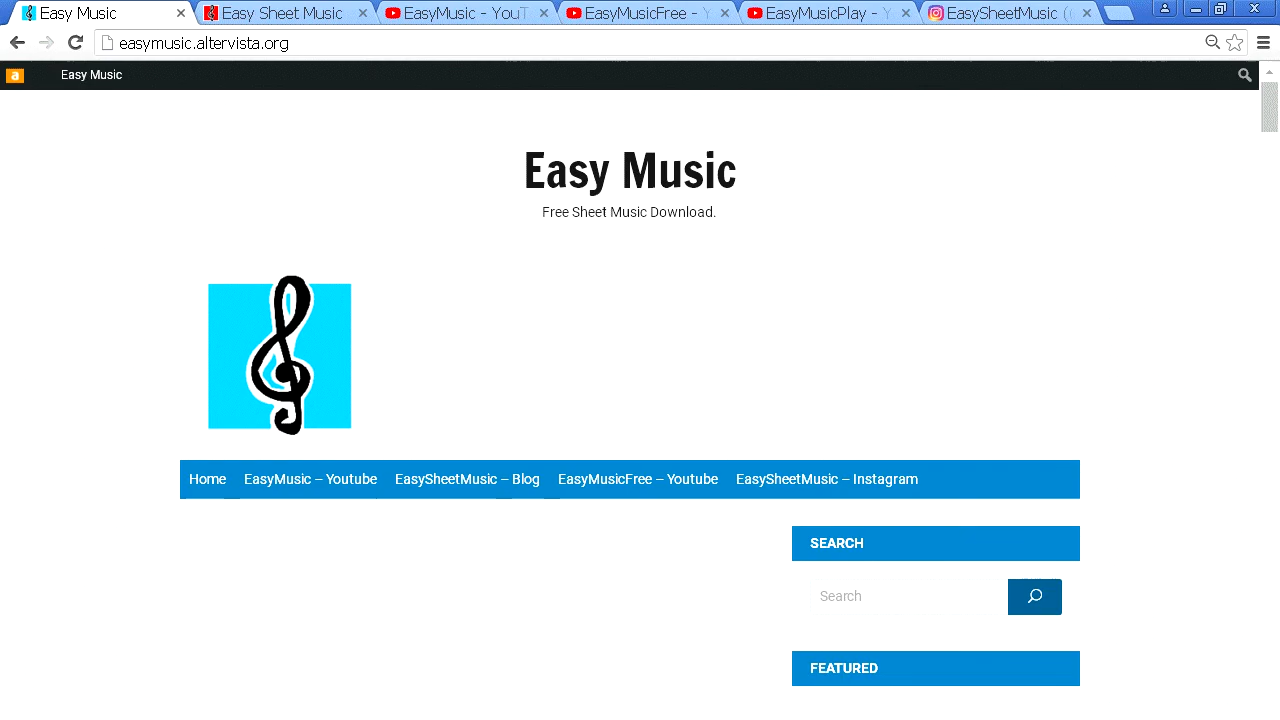 Easy Music
Easy Sheet Music
EasyMusic - YouT
EasyMusicFree - Y
EasyMusicPlay - Y
EasySheetMusic (
easymusic.altervista.org
a
Easy Music
Easy Music
Free Sheet Music Download.
Home EasyMusic – Youtube EasySheetMusic – Blog EasyMusicFree – Youtube EasySheetMusic – Instagram
SEARCH
Search
FEATURED